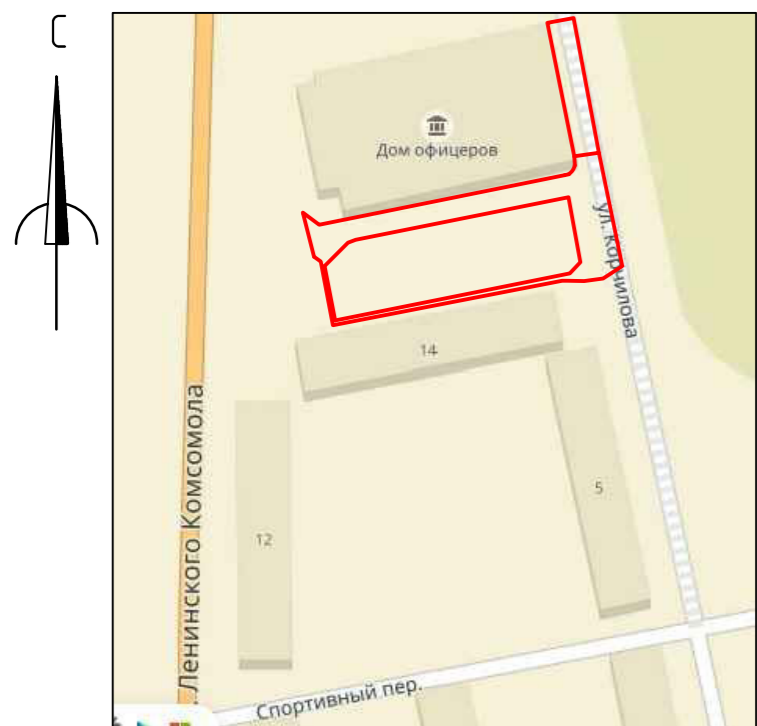 С
Дом офицеров
ул. Корнилова
14
5
12
. Ленинского Комсомола
Спортивный пер.